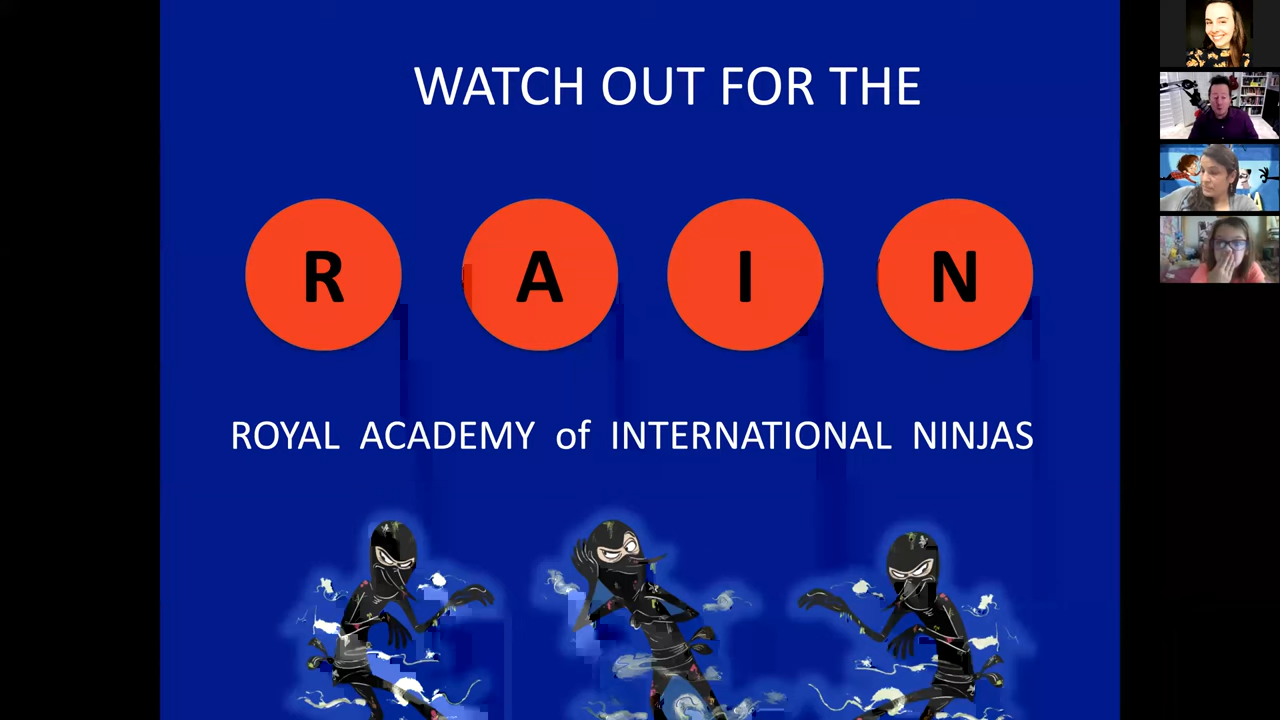 WATCH OUT FOR THE
R A I N
ROYAL ACADEMY of INTERNATIONAL NINJAS